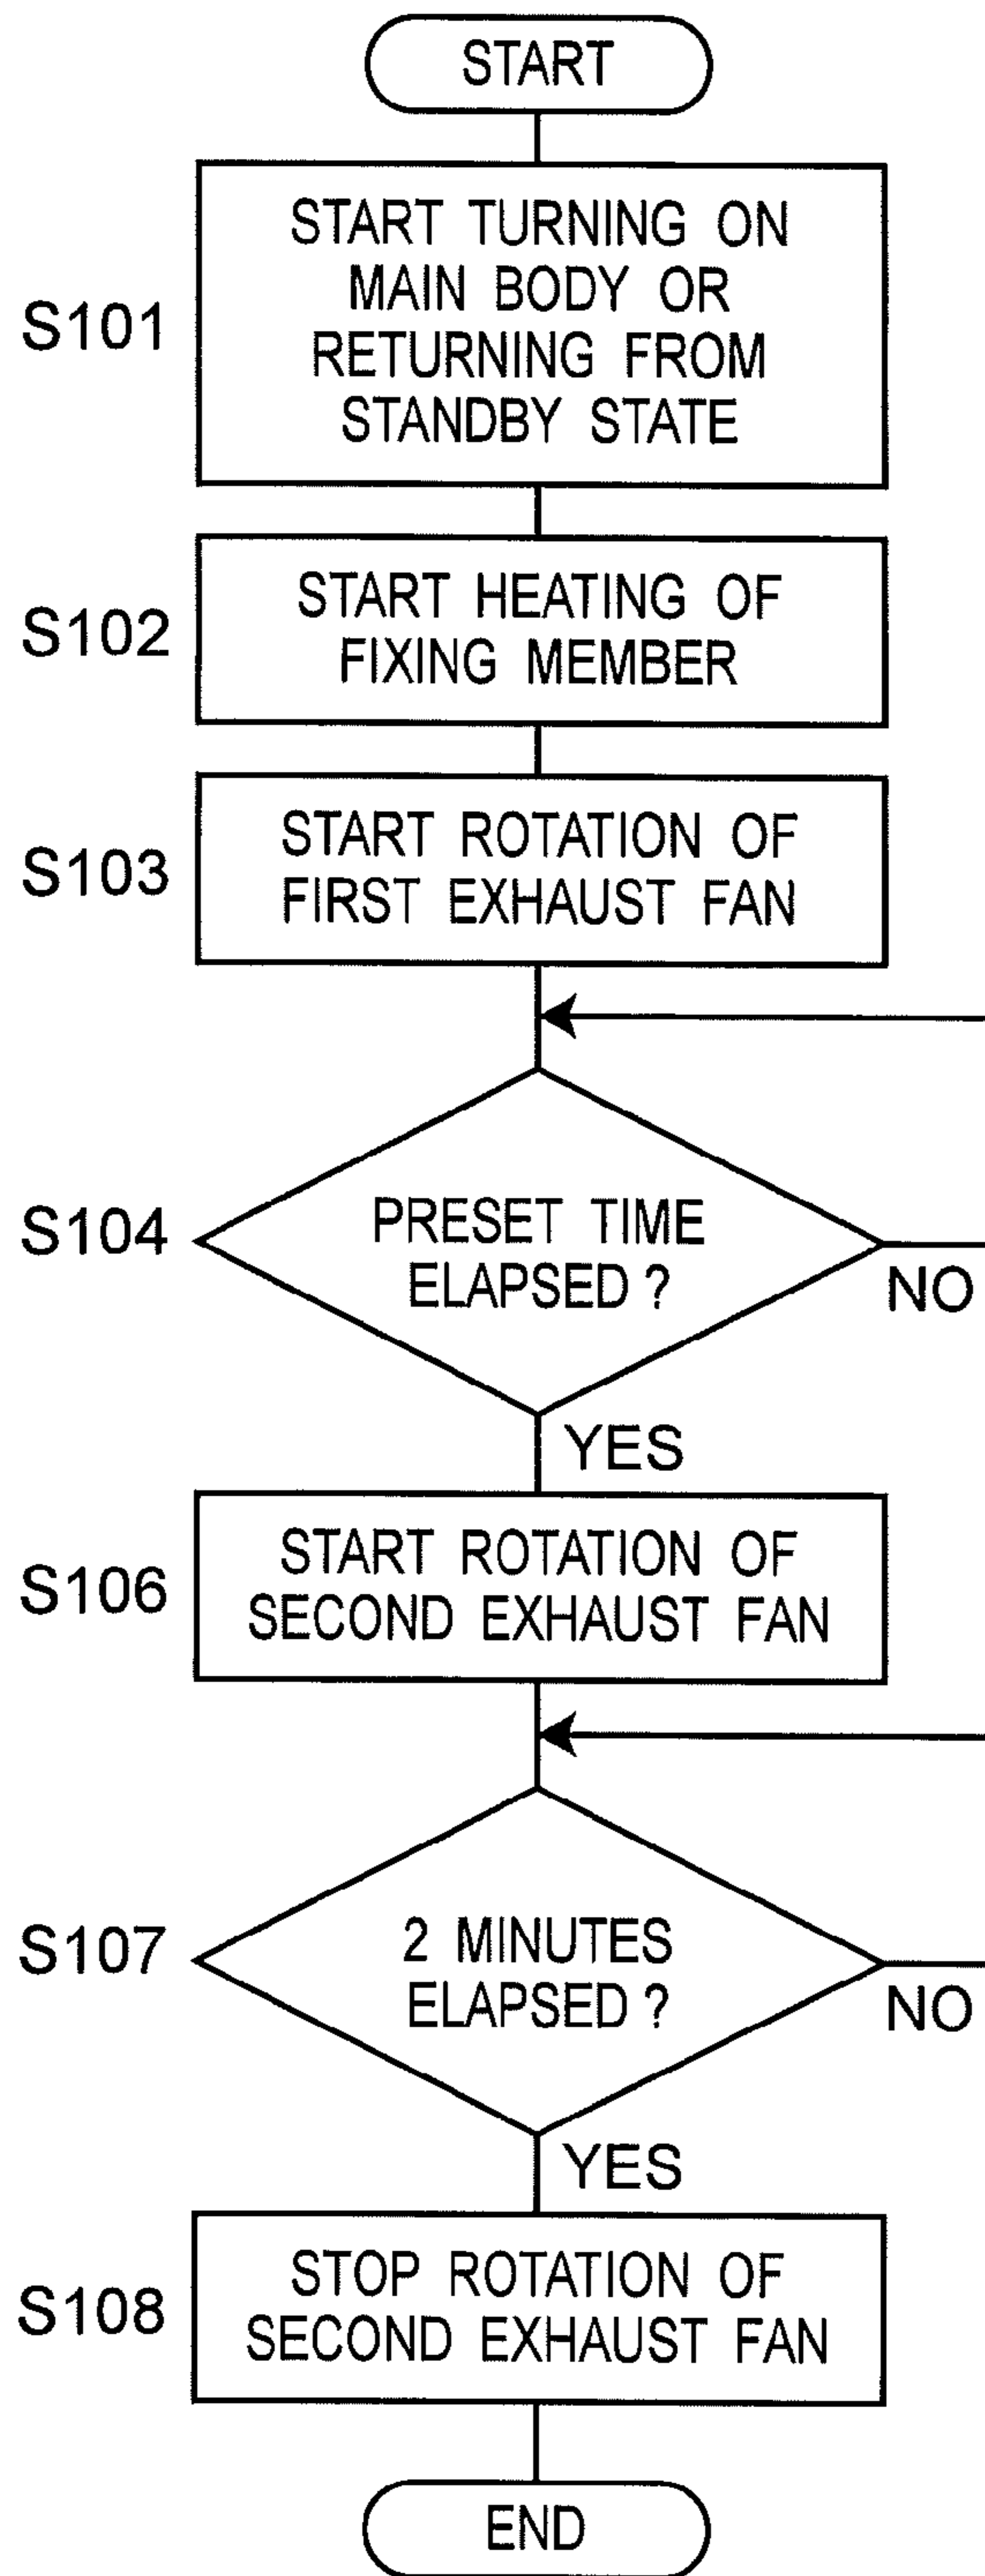 START
S101
START TURNING ON
MAIN BODY OR
RETURNING FROM
STANDBY STATE
S102
START HEATING OF
FIXING MEMBER
S103
START ROTATION OF
FIRST EXHAUST FAN
S104
PRESET TIME
ELAPSED ?
NO
YES
S106
START ROTATION OF
SECOND EXHAUST FAN
S107
2 MINUTES
ELAPSED ?
NO
YES
S108
STOP ROTATION OF
SECOND EXHAUST FAN
END